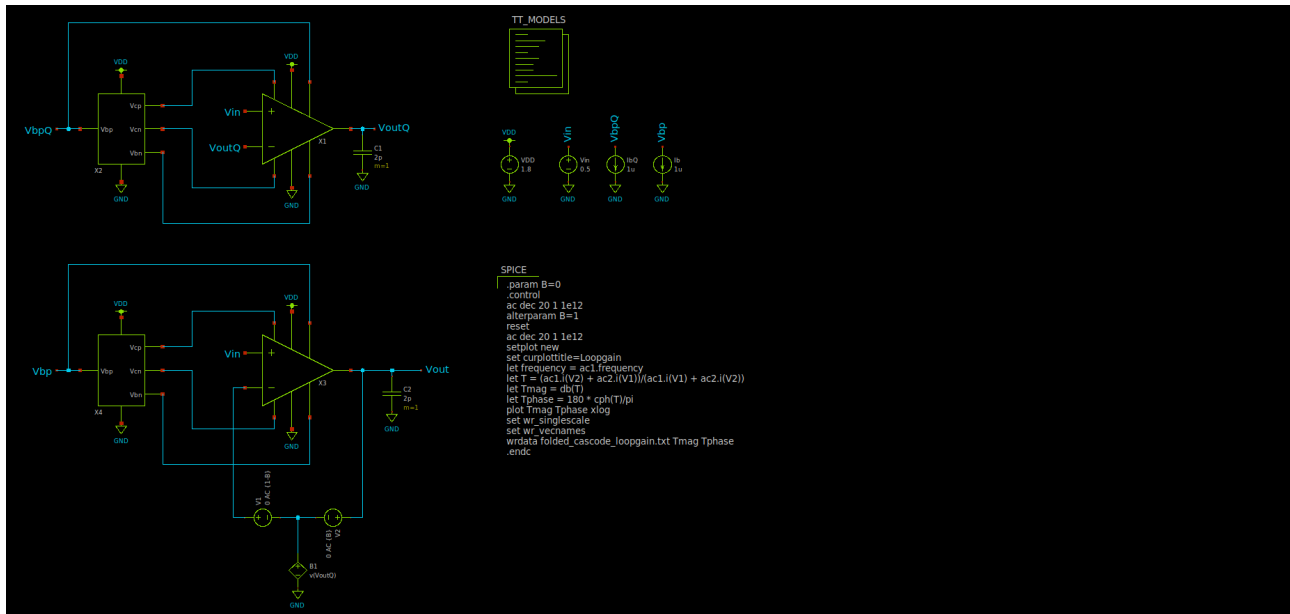 TT_MODELS
VDD
VDD
Vcp
Vin
VbpQ
Vbp
Vcn
VoutQ
X1
VoutQ
Vbn
C1
2p
m=1
X2
GND
GND
GND
VDD
VDD
1.8
GND
Vin
Vin
0.5
GND
VbpQ
IbQ
1u
GND
Vbp
Ib
1u
GND
VDD
VDD
Vcp
Vin
Vbp
Vbp
Vcn
X3
Vout
Vbn
C2
2p
m=1
X4
GND
GND
GND
V1
0 AC {1-B}
V2
0 AC {B}
B1
v(VoutQ)
GND
SPICE
.param B=0
.control
ac dec 20 1 1e12
alterparam B=1
reset
ac dec 20 1 1e12
setplot new
set curplottitle=Loopgain
let frequency = ac1.frequency
let T = (ac1.i(V2) + ac2.i(V1))/(ac1.i(V1) + ac2.i(V2))
let Tmag = db(T)
let Tphase = 180 * cph(T)/pi
plot Tmag Tphase xlog
set wr_singlescale
set wr_vecnames
wrdata folded_cascode_loopgain.txt Tmag Tphase
.endc